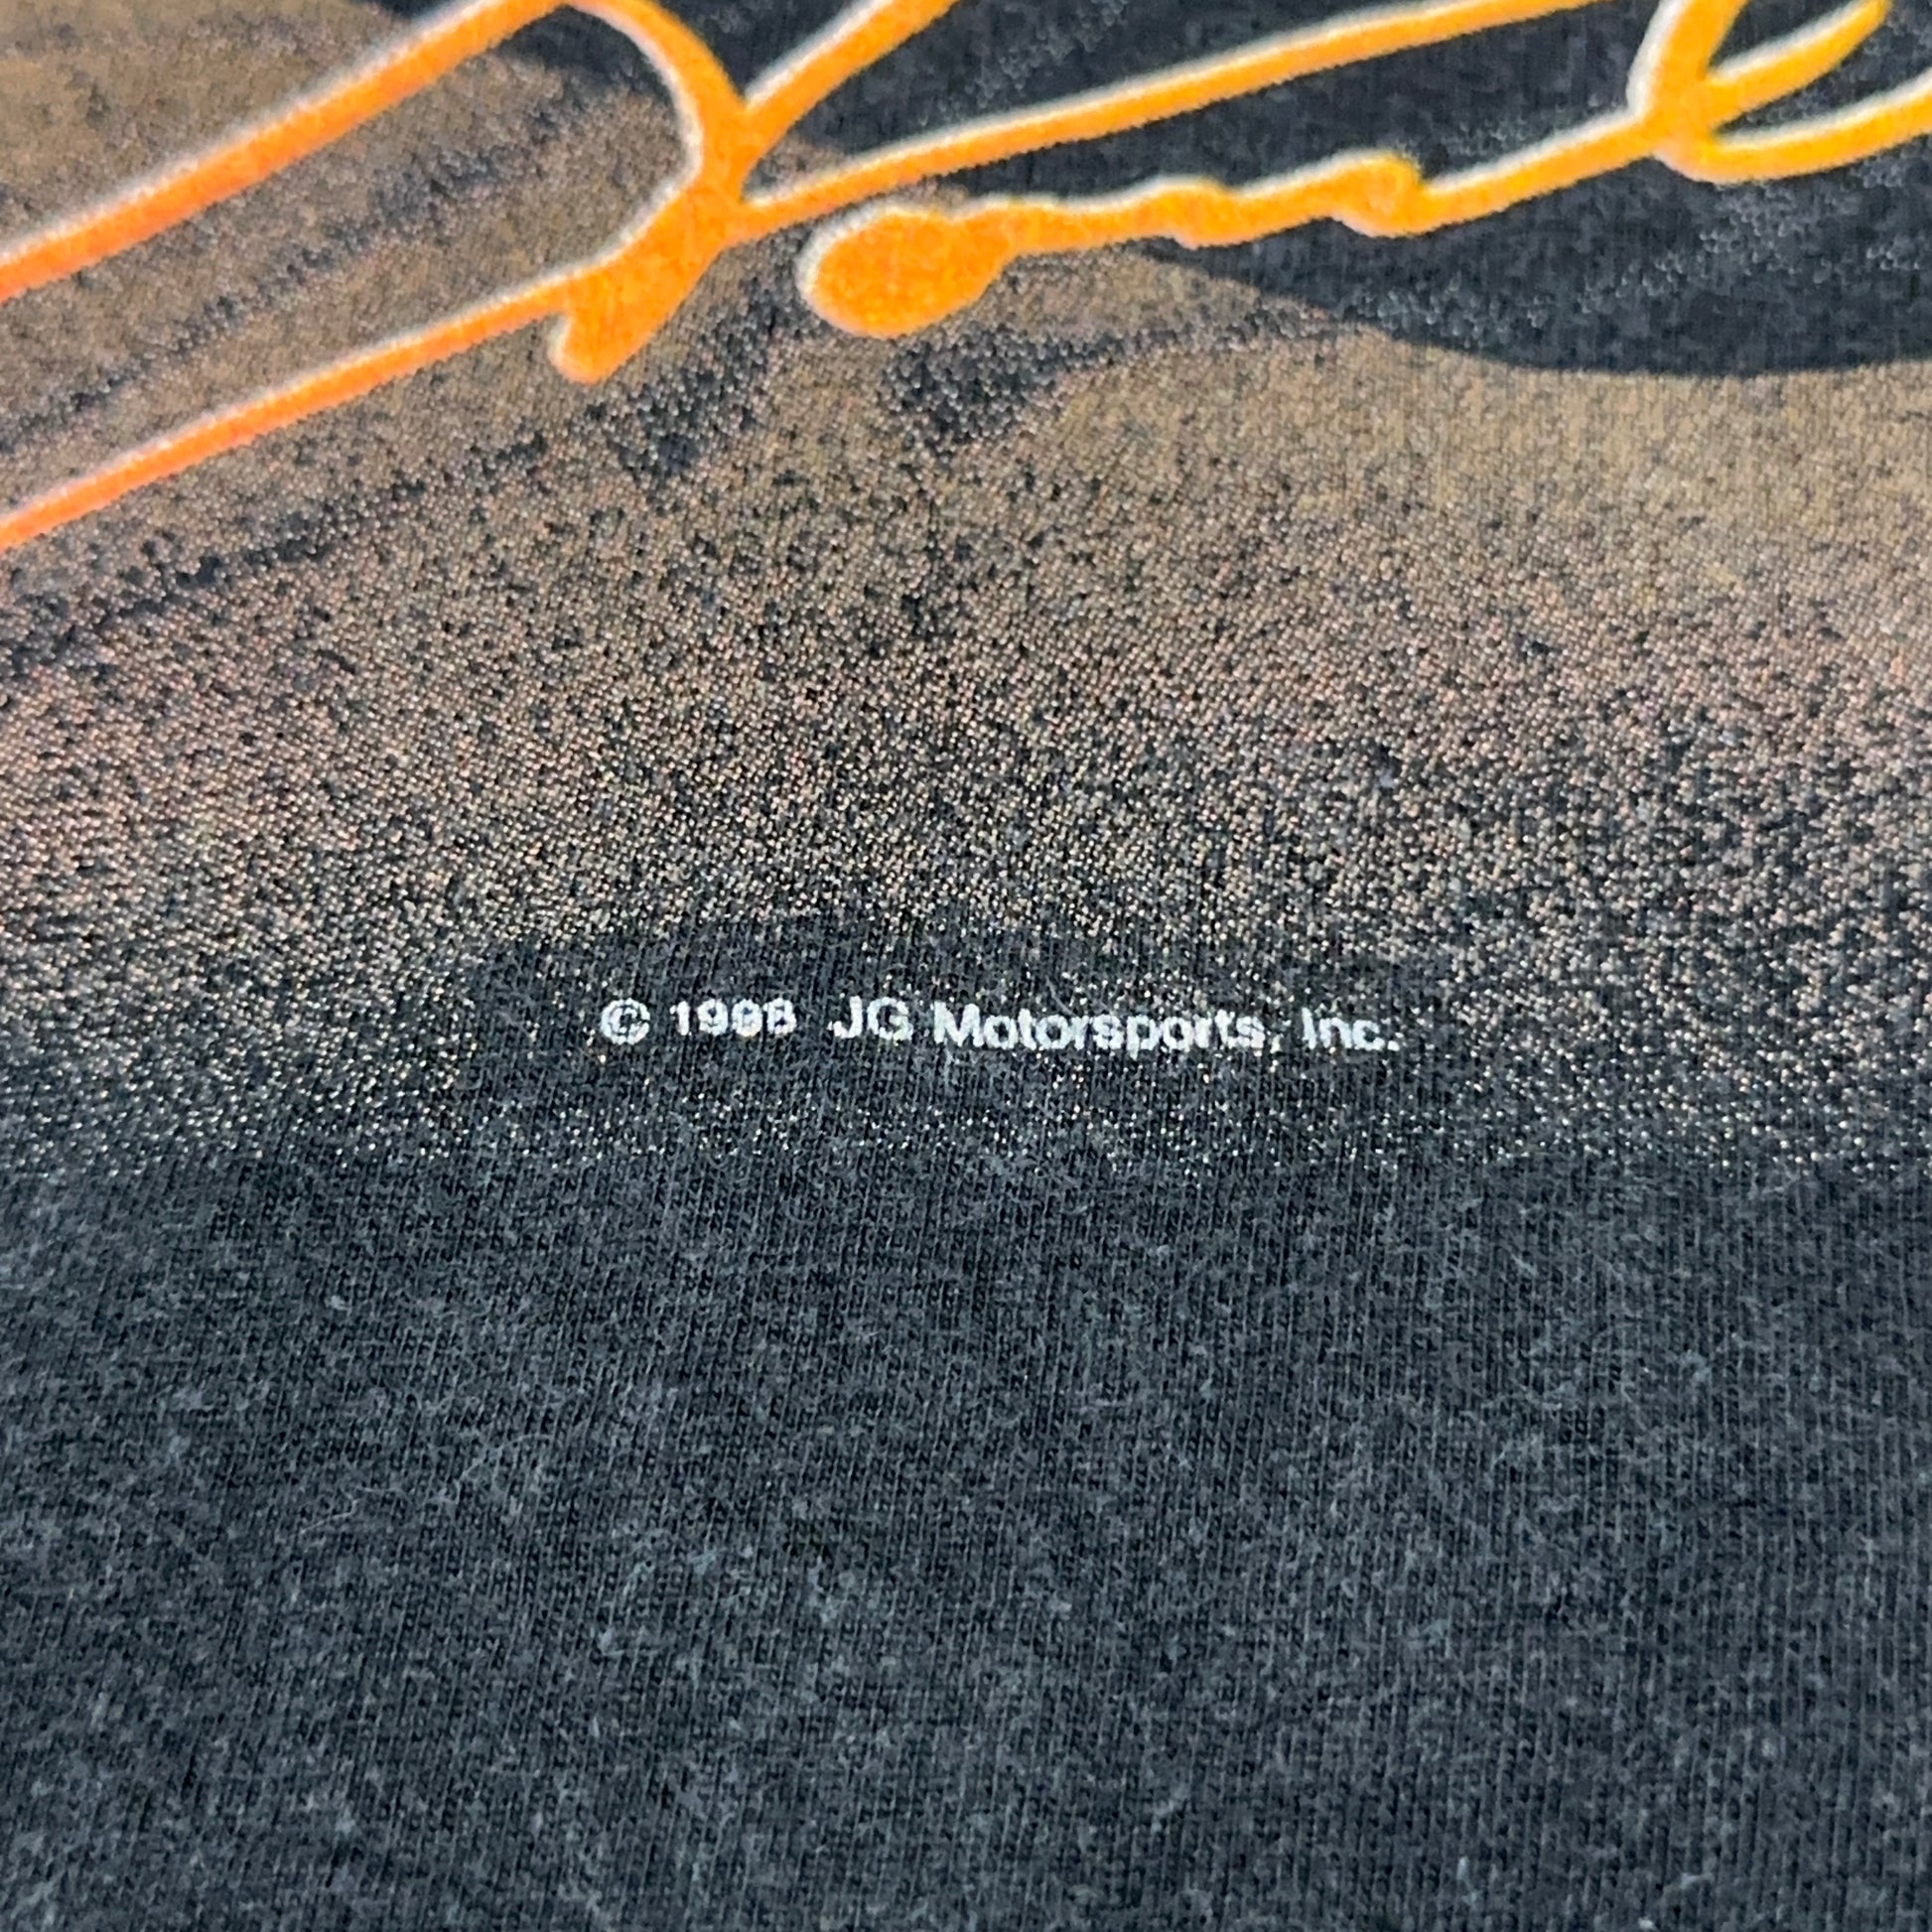 © 1998 JG Motorsports, Inc.